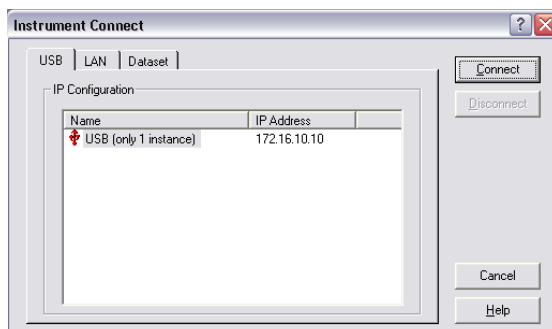 Instrument Connect
USB LAN Dataset
Connect
IP Configuration
Disconnect
Name IP Address
USB (only 1 instance) 172.16.10.10
Cancel
Help